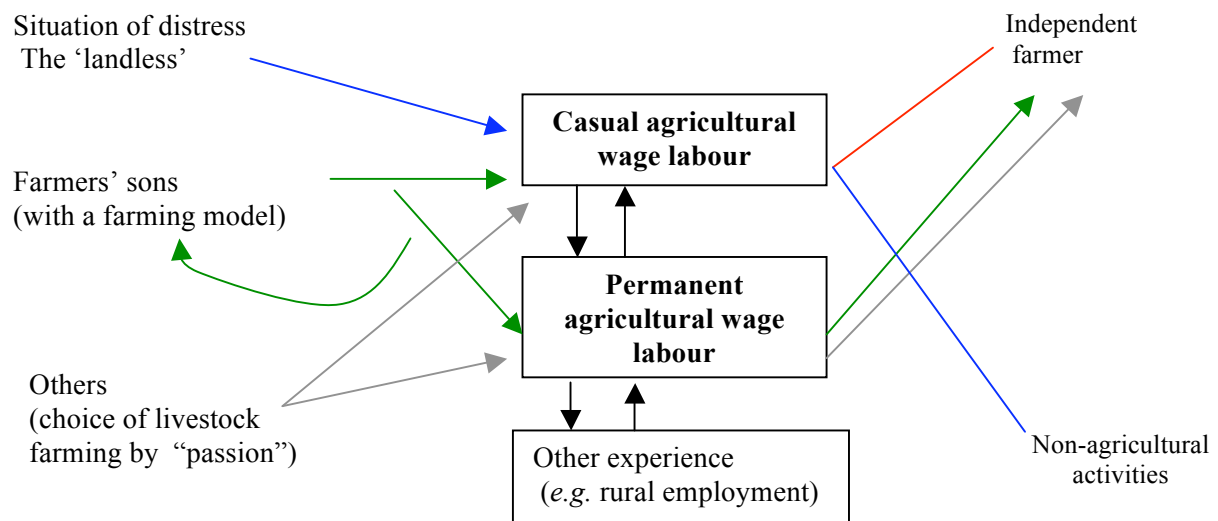 Situation of distress
The ‘landless’
Independent
farmer
Casual agricultural
wage labour
Farmers’ sons
(with a farming model)
Permanent
agricultural wage
labour
Others
(choice of livestock
farming by “passion”)
Other experience
(e.g. rural employment)
Non-agricultural
activities